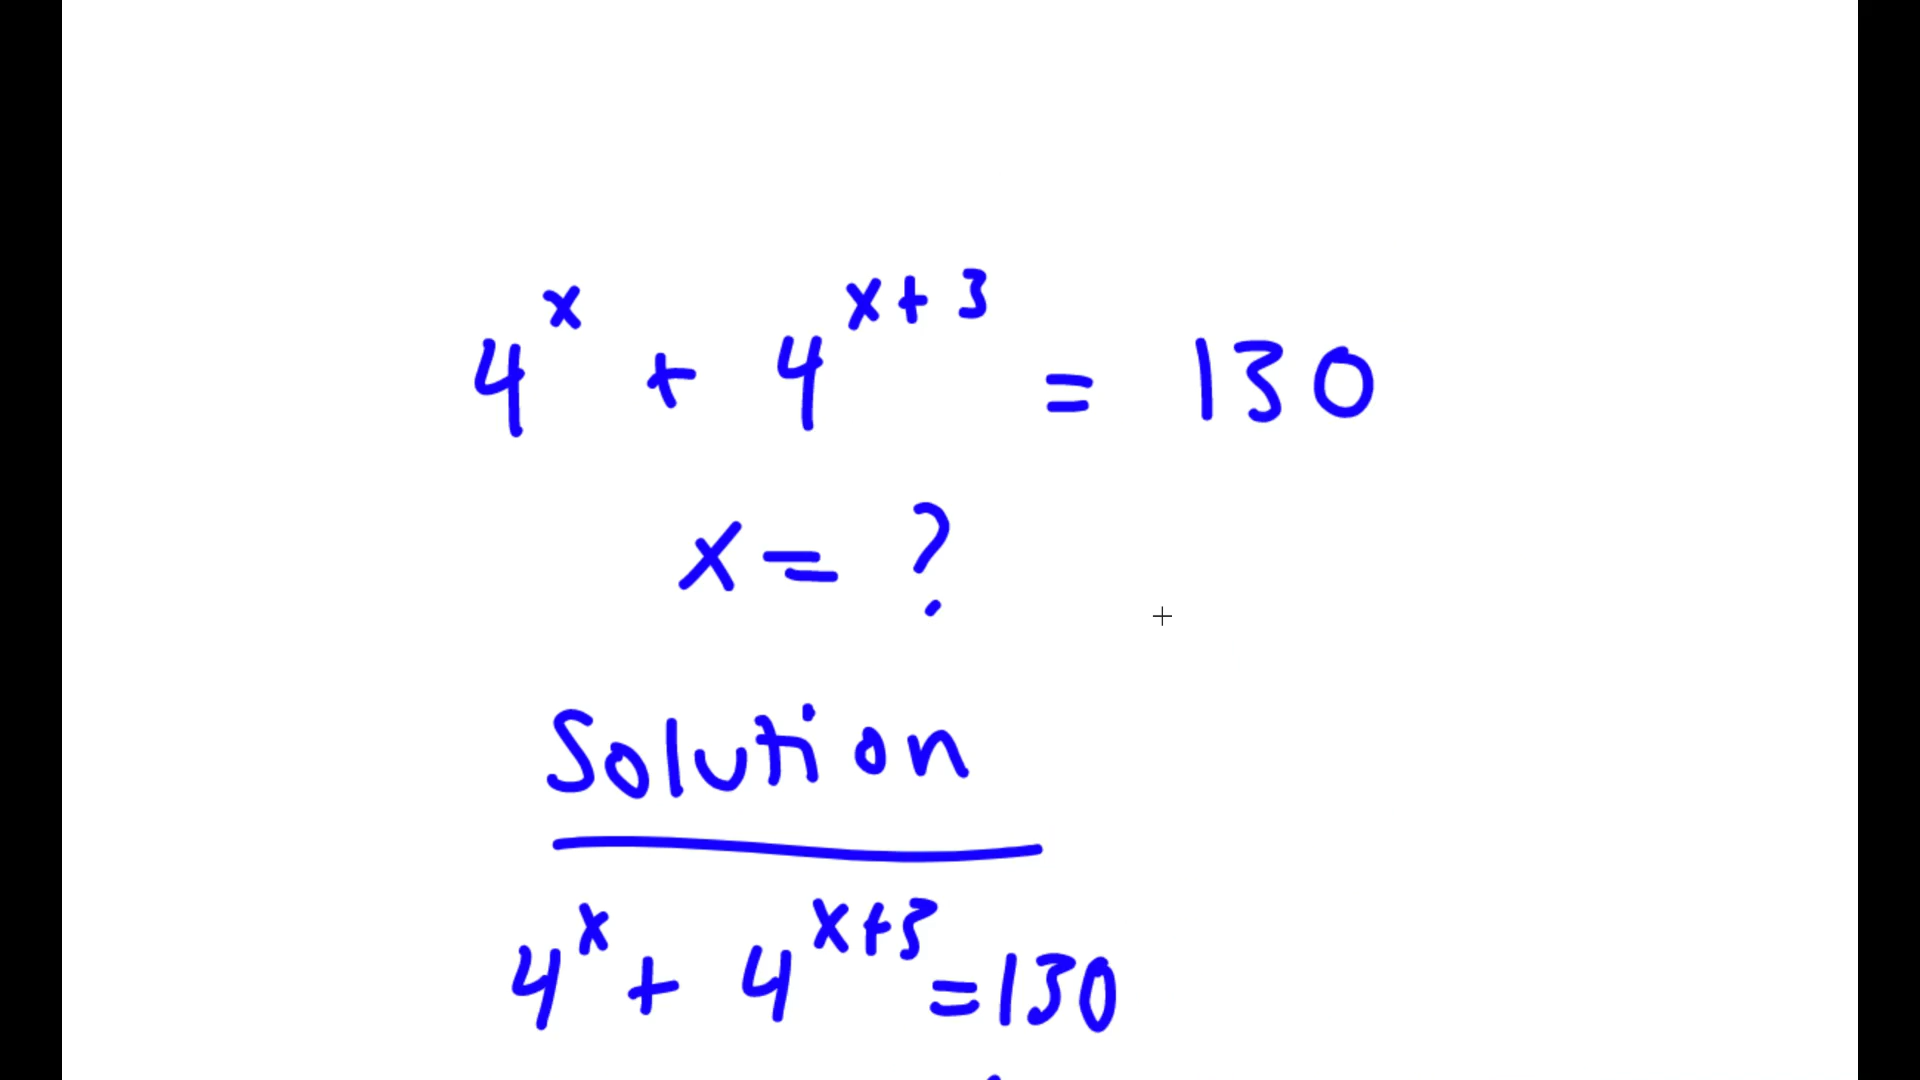 4^x + 4^{x+3} = 130
x = ?
Solution
4^x + 4^{x+3} = 130